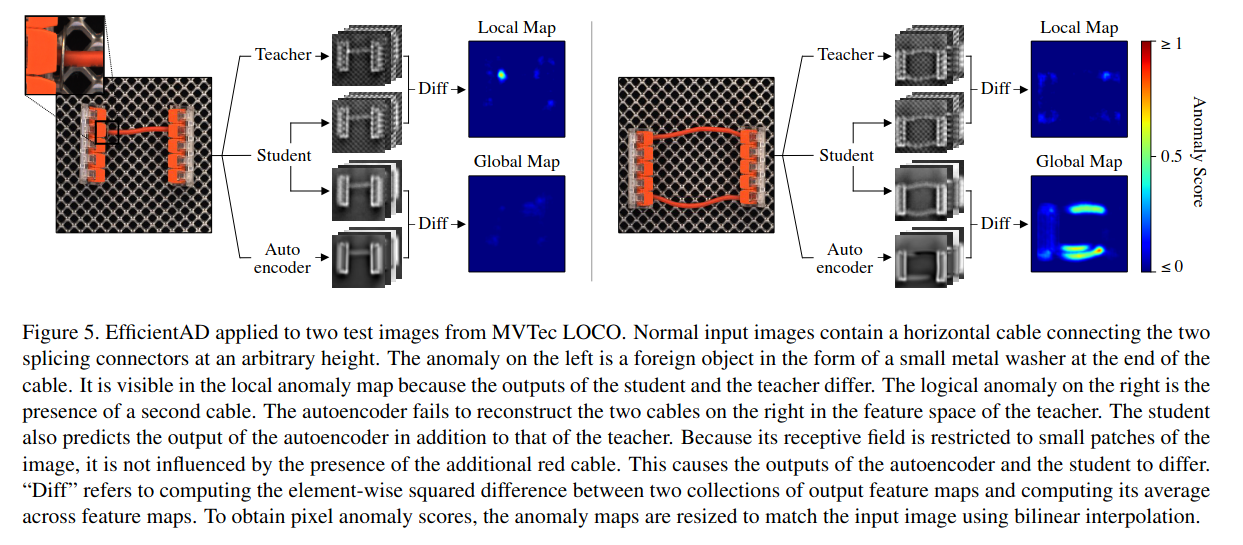 Teacher
Student
Auto
encoder
Diff
Diff
Local Map
Global Map
Teacher
Student
Auto
encoder
Diff
Diff
Local Map
Global Map
≥ 1
0.5
≤ 0
Anomaly Score
Figure 5. EfficientAD applied to two test images from MVTec LOCO. Normal input images contain a horizontal cable connecting the two
splicing connectors at an arbitrary height. The anomaly on the left is a foreign object in the form of a small metal washer at the end of the
cable. It is visible in the local anomaly map because the outputs of the student and the teacher differ. The logical anomaly on the right is the
presence of a second cable. The autoencoder fails to reconstruct the two cables on the right in the feature space of the teacher. The student
also predicts the output of the autoencoder in addition to that of the teacher. Because its receptive field is restricted to small patches of the
image, it is not influenced by the presence of the additional red cable. This causes the outputs of the autoencoder and the student to differ.
“Diff” refers to computing the element-wise squared difference between two collections of output feature maps and computing its average
across feature maps. To obtain pixel anomaly scores, the anomaly maps are resized to match the input image using bilinear interpolation.